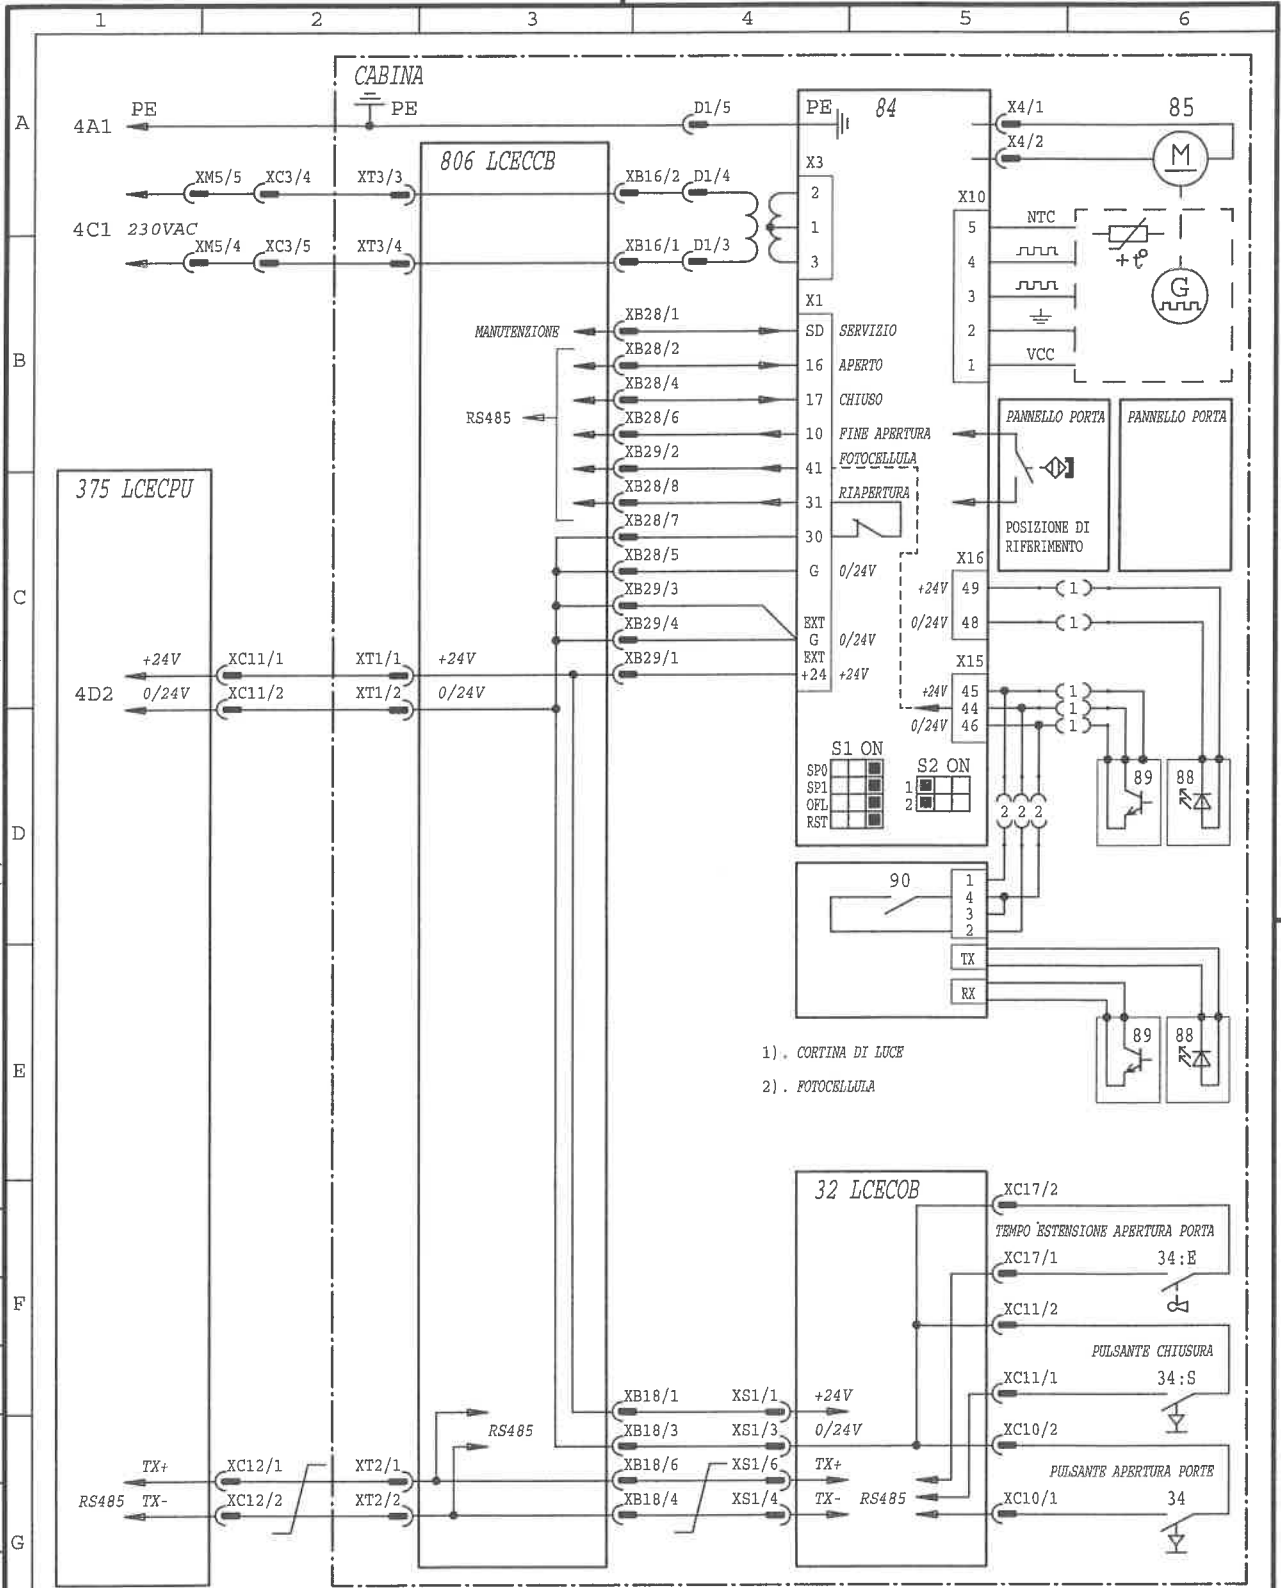 1 2 3 4 5 6
A
B
C
D
E
F
G
CABINA
4A1 PE
PE
D1/5
PE
84
X4/1
85
X4/2
M
806 LCECCB
X3
XM5/5 XC3/4 XT3/3
XB16/2 D1/4
2
X10
4C1 230VAC
1
5 NTC
XM5/4 XC3/5 XT3/4
XB16/1 D1/3
3
4
+t°
G
X1
3
MANUTENZIONE
XB28/1
SD SERVIZIO
2
XB28/2
16 APERTO
1 VCC
XB28/4
17 CHIUSO
RS485
XB28/6
10 FINE APERTURA
PANNELLO PORTA
PANNELLO PORTA
XB29/2
41 FOTOCELLULA
375 LCECPU
XB28/8
31 RIAPERTURA
XB28/7
30
POSIZIONE DI
RIFERIMENTO
XB28/5
G 0/24V
X16
+24V 49 1
XB29/3
EXT
0/24V 48 1
XB29/4
G 0/24V
EXT
XB29/1
+24 +24V
X15
+24V XC11/1 XT1/1 +24V
+24V 45 1
4D2 0/24V XC11/2 XT1/2 0/24V
44 1
0/24V 46 1
S1 ON
SP0
SP1
OFL
RST
S2 ON
1
2
89
88
2 2 2
90
1
4
3
2
TX
RX
89
88
1). CORTINA DI LUCE
2). FOTOCELLULA
32 LCECOB
XC17/2
TEMPO ESTENSIONE APERTURA PORTA
XC17/1
34:E
XC11/2
PULSANTE CHIUSURA
XC11/1
34:S
XB18/1 XS1/1 +24V
RS485
XB18/3 XS1/3 0/24V
XC10/2
TX+ XC12/1 XT2/1
XB18/6 XS1/6 TX+
PULSANTE APERTURA PORTE
RS485 TX- XC12/2 XT2/2
XB18/4 XS1/4 TX- RS485
XC10/1
34